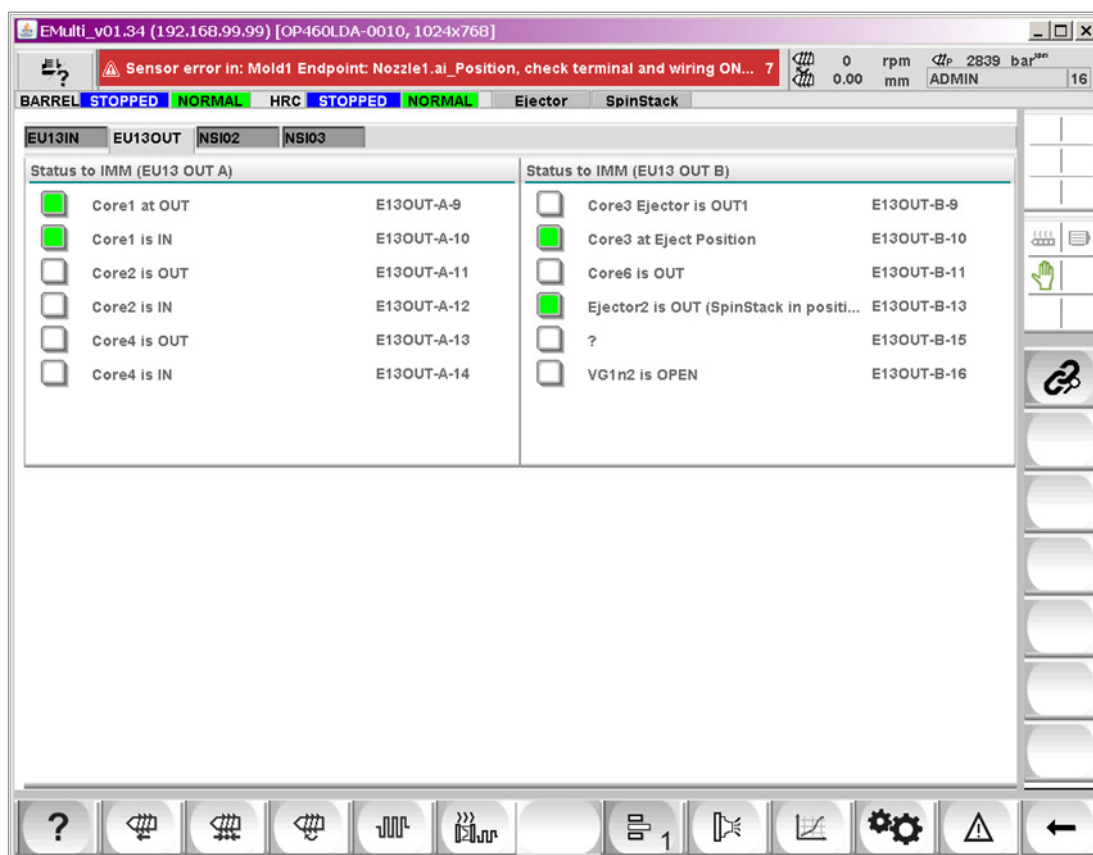 EMulti_v01.34 (192.168.99.99) [OP460LDA-0010, 1024x768]
? Sensor error in: Mold1 Endpoint: Nozzle1.ai_Position, check terminal and wiring ON... 7 0 rpm 2839 bar
0.00 mm ADMIN 16
BARREL STOPPED NORMAL HRC STOPPED NORMAL Ejector SpinStack
EU13IN EU13OUT NSI02 NSI03
Status to IMM (EU13 OUT A)
Core1 at OUT E13OUT-A-9
Core1 is IN E13OUT-A-10
Core2 is OUT E13OUT-A-11
Core2 is IN E13OUT-A-12
Core4 is OUT E13OUT-A-13
Core4 is IN E13OUT-A-14
Status to IMM (EU13 OUT B)
Core3 Ejector is OUT1 E13OUT-B-9
Core3 at Eject Position E13OUT-B-10
Core6 is OUT E13OUT-B-11
Ejector2 is OUT (SpinStack in positi... E13OUT-B-13
? E13OUT-B-15
VG1n2 is OPEN E13OUT-B-16
? 1